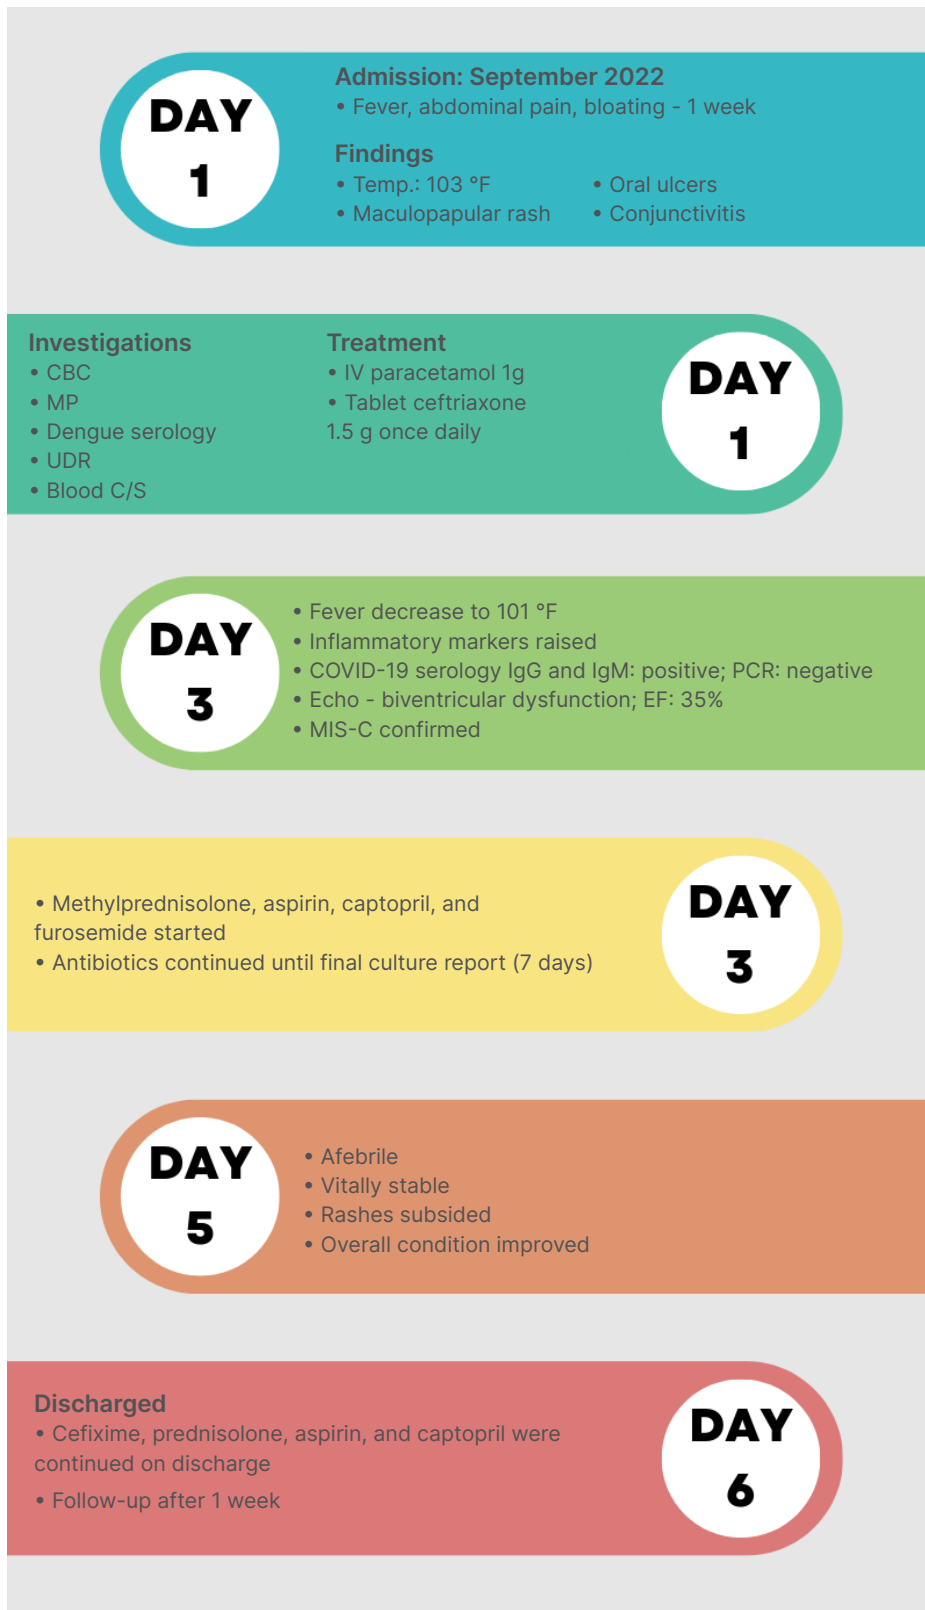 DAY
1
Admission: September 2022
• Fever, abdominal pain, bloating - 1 week
Findings
• Temp.: 103 °F
• Maculopapular rash
• Oral ulcers
• Conjunctivitis
Investigations
• CBC
• MP
• Dengue serology
• UDR
• Blood C/S
Treatment
• IV paracetamol 1g
• Tablet ceftriaxone
1.5 g once daily
DAY
1
DAY
3
• Fever decrease to 101 °F
• Inflammatory markers raised
• COVID-19 serology IgG and IgM: positive; PCR: negative
• Echo - biventricular dysfunction; EF: 35%
• MIS-C confirmed
• Methylprednisolone, aspirin, captopril, and
furosemide started
• Antibiotics continued until final culture report (7 days)
DAY
3
DAY
5
• Afebrile
• Vitally stable
• Rashes subsided
• Overall condition improved
Discharged
• Cefixime, prednisolone, aspirin, and captopril were
continued on discharge
• Follow-up after 1 week
DAY
6